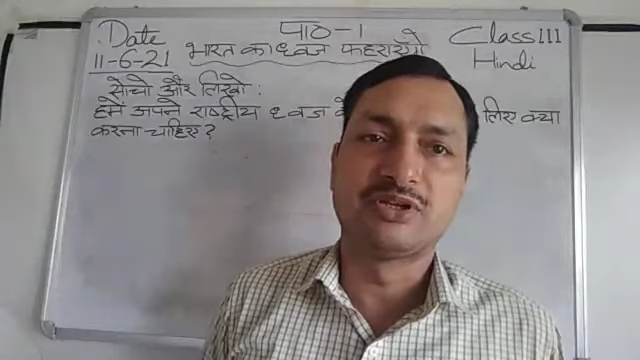 Date
पाठ-1
Class III
11-6-21
भारत का ध्वज फहराएंगे
Hindi
सोचो और लिखो :
हमें अपने राष्ट्रीय ध्वज के लिए क्या
करना चाहिए ?